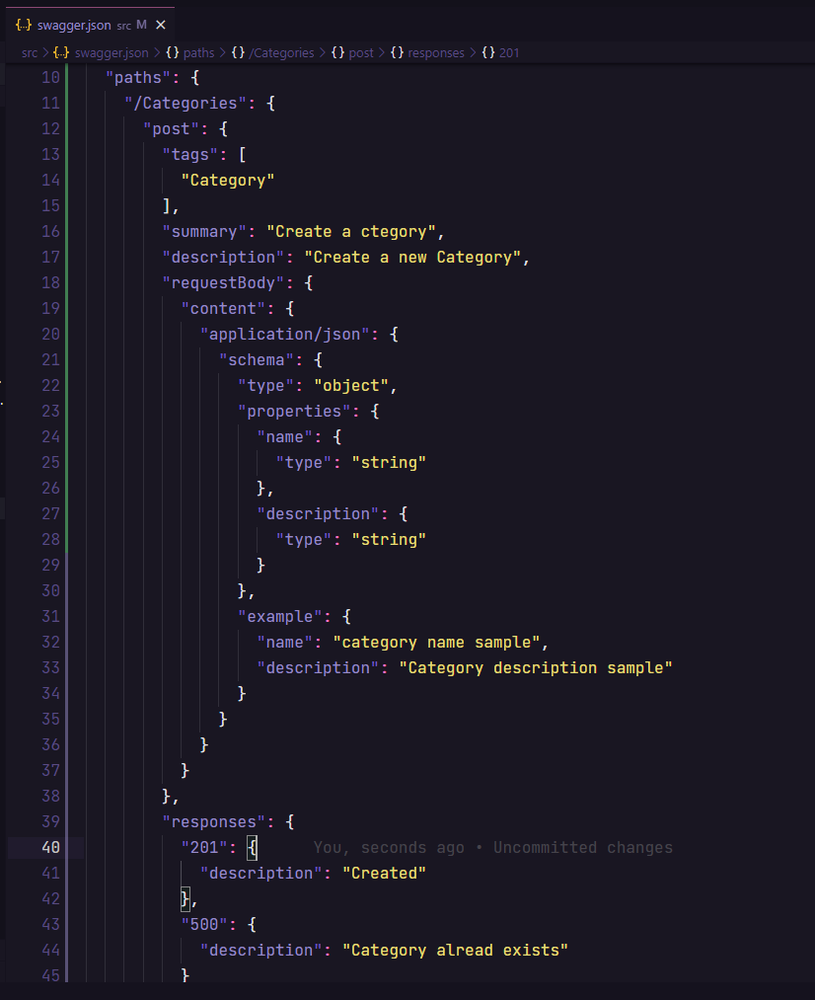 {..} swagger.json src M ×
src > {..} swagger.json > {} paths > {} /Categories > {} post > {} responses > {} 201
10 "paths": {
11 "/Categories": {
12 "post": {
13 "tags": [
14 "Category"
15 ],
16 "summary": "Create a ctegory",
17 "description": "Create a new Category",
18 "requestBody": {
19 "content": {
20 "application/json": {
21 "schema": {
22 "type": "object",
23 "properties": {
24 "name": {
25 "type": "string"
26 },
27 "description": {
28 "type": "string"
29 }
30 },
31 "example": {
32 "name": "category name sample",
33 "description": "Category description sample"
34 }
35 }
36 }
37 }
38 },
39 "responses": {
40 "201": { You, seconds ago • Uncommitted changes
41 "description": "Created"
42 },
43 "500": {
44 "description": "Category alread exists"
45 }